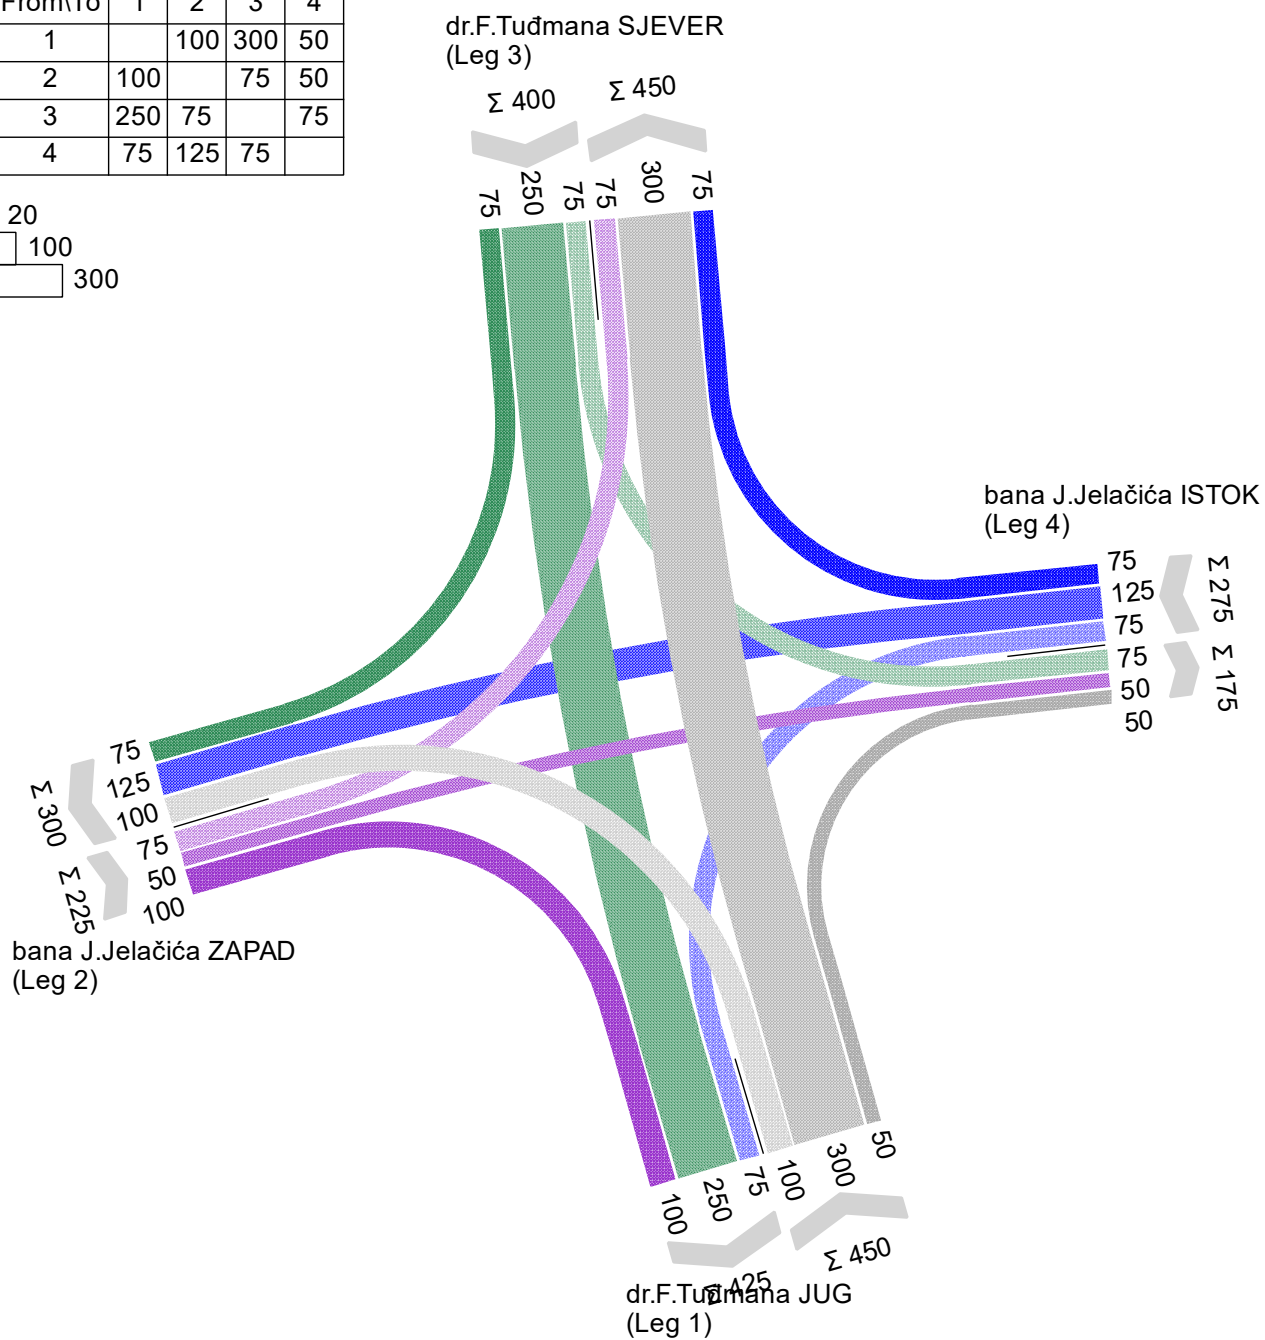 From\To 1 2 3 4
1 100 300 50
2 100 75 50
3 250 75 75
4 75 125 75
20
100
300
dr.F.Tuđmana SJEVER
(Leg 3)
Σ 400 Σ 450
75 250 75 75 300 75
bana J.Jelačića ISTOK
(Leg 4)
75
125
75
75
50
50
Σ 275
Σ 175
75
125
100
75
50
100
Σ 300
Σ 225
bana J.Jelačića ZAPAD
(Leg 2)
100 250 75 100 300 50
Σ 425 Σ 450
dr.F.Tuđmana JUG
(Leg 1)